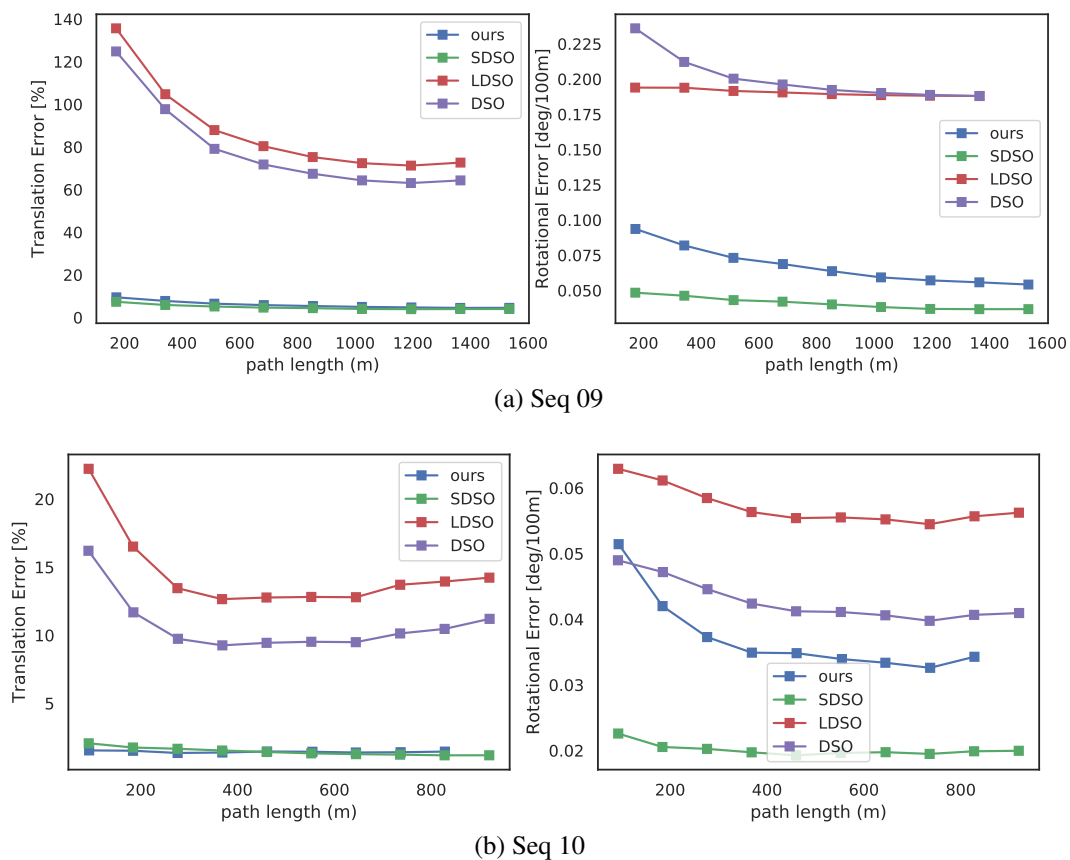 140
120
100
80
60
40
20
0
Translation Error [%]
ours
SDSO
LDSO
DSO
200 400 600 800 1000 1200 1400 1600
path length (m)
0.225
0.200
0.175
0.150
0.125
0.100
0.075
0.050
Rotational Error [deg/100m]
ours
SDSO
LDSO
DSO
200 400 600 800 1000 1200 1400 1600
path length (m)
(a) Seq 09
20
15
10
5
Translation Error [%]
ours
SDSO
LDSO
DSO
200 400 600 800
path length (m)
0.06
0.05
0.04
0.03
0.02
Rotational Error [deg/100m]
ours
SDSO
LDSO
DSO
200 400 600 800
path length (m)
(b) Seq 10